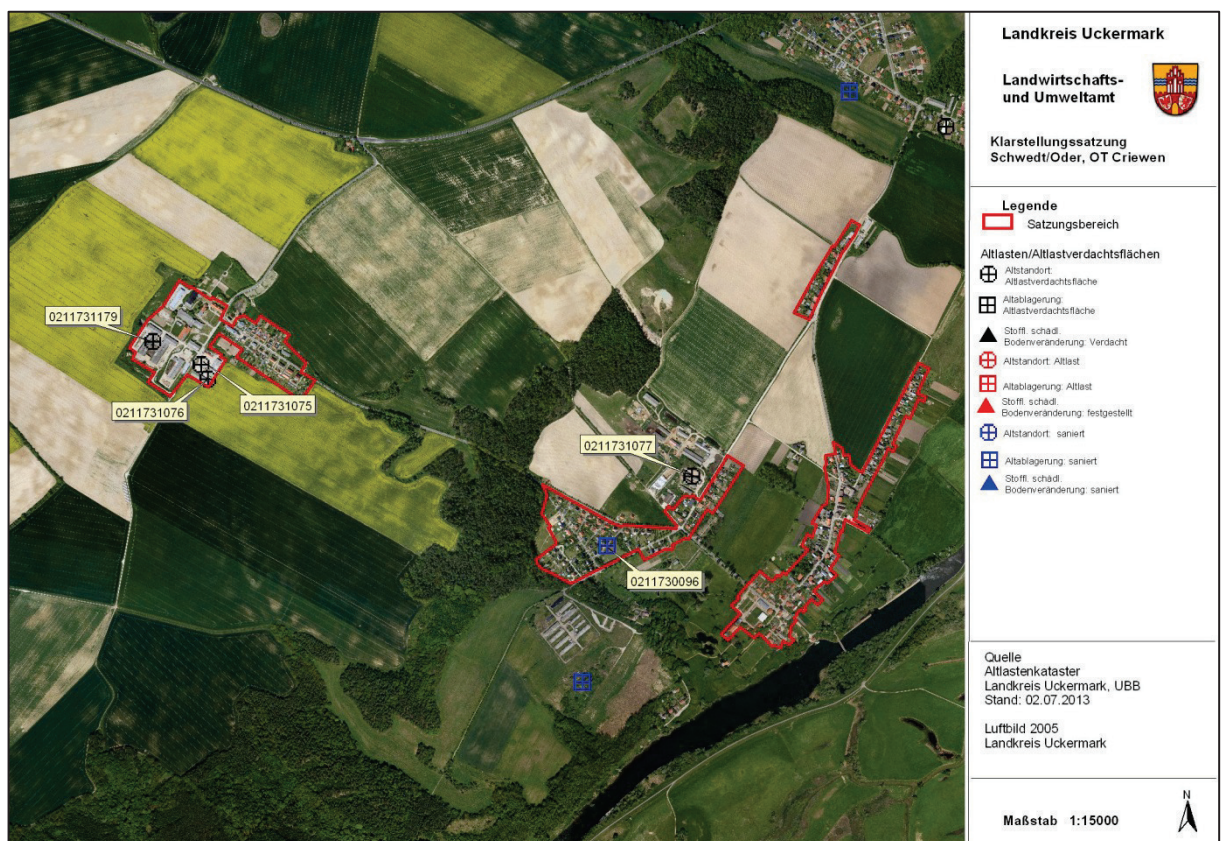 0211731179
0211731076
0211731075
0211731077
0211730096
Landkreis Uckermark
Landwirtschafts-
und Umweltamt
Klarstellungssatzung
Schwedt/Oder, OT Criewen
Legende
Satzungsbereich
Altlasten/Altlastverdachtsflächen
Altstandort:
Altlastverdachtsfläche
Altablagerung:
Altlastverdachtsfläche
Stoffl. schädl.
Bodenveränderung: Verdacht
Altstandort: Altlast
Altablagerung: Altlast
Stoffl. schädl.
Bodenveränderung: festgestellt
Altstandort: saniert
Altablagerung: saniert
Stoffl. schädl.
Bodenveränderung: saniert
Quelle
Altlastenkataster
Landkreis Uckermark, UBB
Stand: 02.07.2013
Luftbild 2005
Landkreis Uckermark
N
Maßstab 1:15000